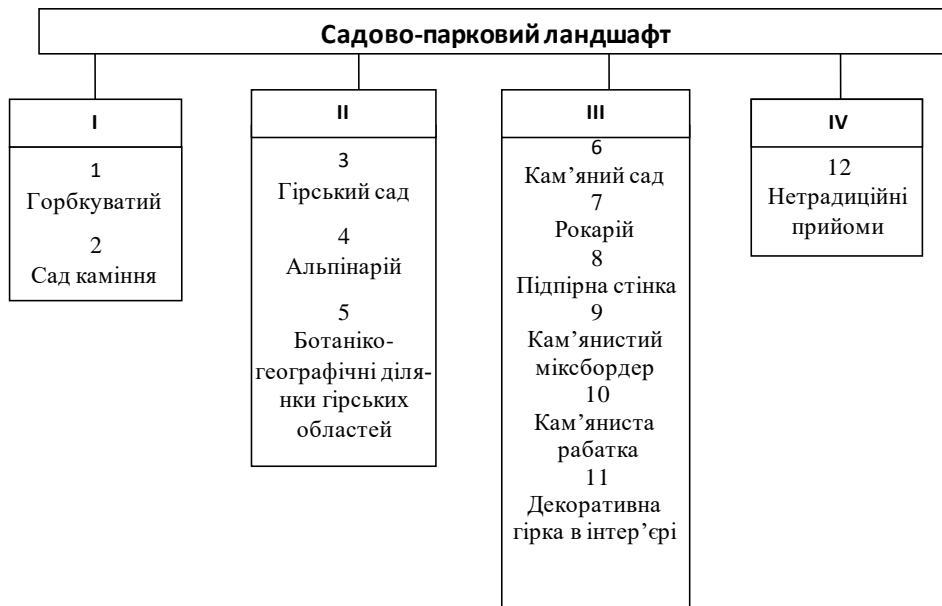 Садово-парковий ландшафт
I
1
Горбкуватий
2
Сад каміння
II
3
Гірський сад
4
Альпінарій
5
Ботаніко-
географічні діля-
нки гірських
областей
III
6
Кам’яний сад
7
Рокарій
8
Підпірна стінка
9
Кам’янистий
міксбордер
10
Кам’яниста
рабатка
11
Декоративна
гірка в інтер’єрі
IV
12
Нетрадиційні
прийоми